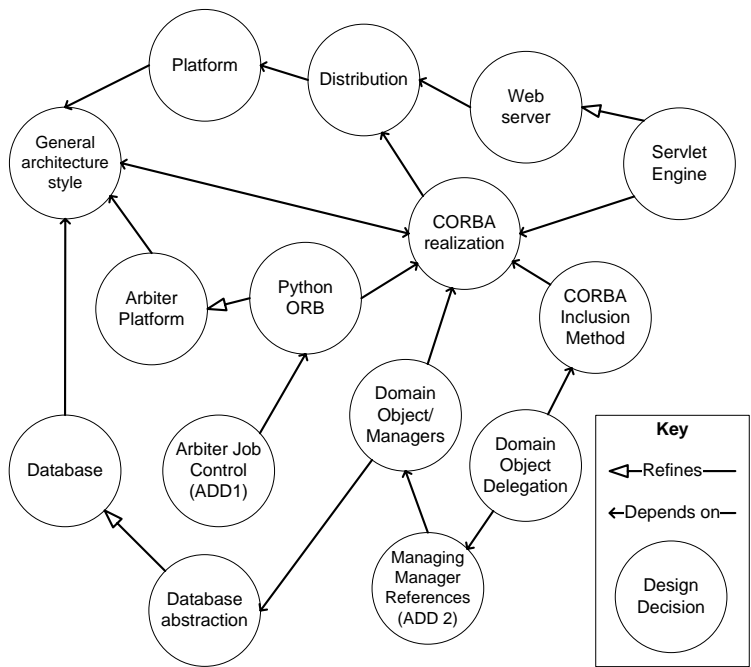 Platform
Distribution
Web
server
Servlet
Engine
General
architecture
style
CORBA
realization
Arbiter
Platform
Python
ORB
CORBA
Inclusion
Method
Domain
Object/
Managers
Database
Arbiter Job
Control
(ADD1)
Domain
Object
Delegation
Managing
Manager
References
(ADD 2)
Database
abstraction
Key
Refines
Depends on
Design
Decision